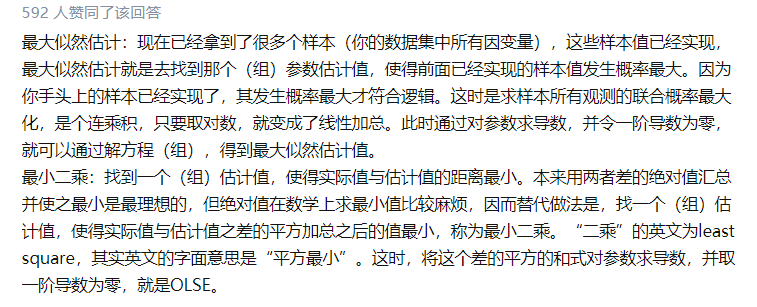 592 人赞同了该回答
最大似然估计：现在已经拿到了很多个样本（你的数据集中所有因变量），这些样本值已经实现，
最大似然估计就是去找到那个（组）参数估计值，使得前面已经实现的样本值发生概率最大。因为
你手头上的样本已经实现了，其发生概率最大才符合逻辑。这时是求样本所有观测的联合概率最大
化，是个连乘积，只要取对数，就变成了线性加总。此时通过对参数求导数，并令一阶导数为零，
就可以通过解方程（组），得到最大似然估计值。
最小二乘：找到一个（组）估计值，使得实际值与估计值的距离最小。本来用两者差的绝对值汇总
并使之最小是最理想的，但绝对值在数学上求最小值比较麻烦，因而替代做法是，找一个（组）估
计值，使得实际值与估计值之差的平方加总之后的值最小，称为最小二乘。“二乘”的英文为least
square，其实英文的字面意思是“平方最小”。这时，将这个差的平方的和式对参数求导数，并取
一阶导数为零，就是OLSE。